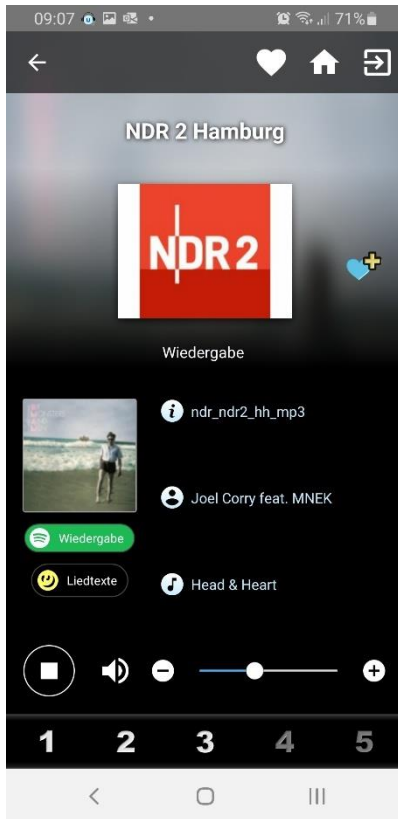 09:07
71%
NDR 2 Hamburg
NDR 2
Wiedergabe
ndr_ndr2_hh_mp3
Joel Corry feat. MNEK
Wiedergabe
Liedtexte
Head & Heart
1 2 3 4 5